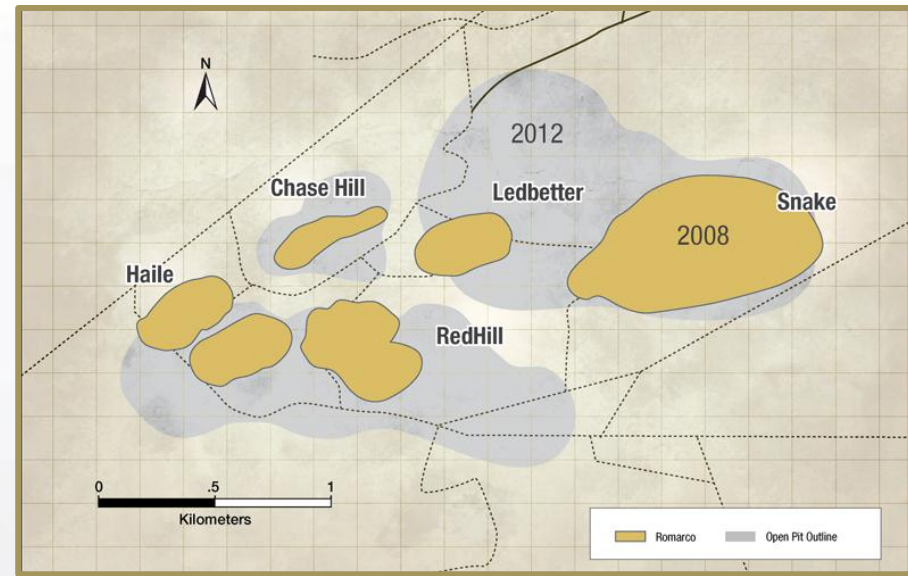 N
2012
Chase Hill
Ledbetter
Snake
2008
Haile
RedHill
0 .5 1
Kilometers
Romarco Open Pit Outline